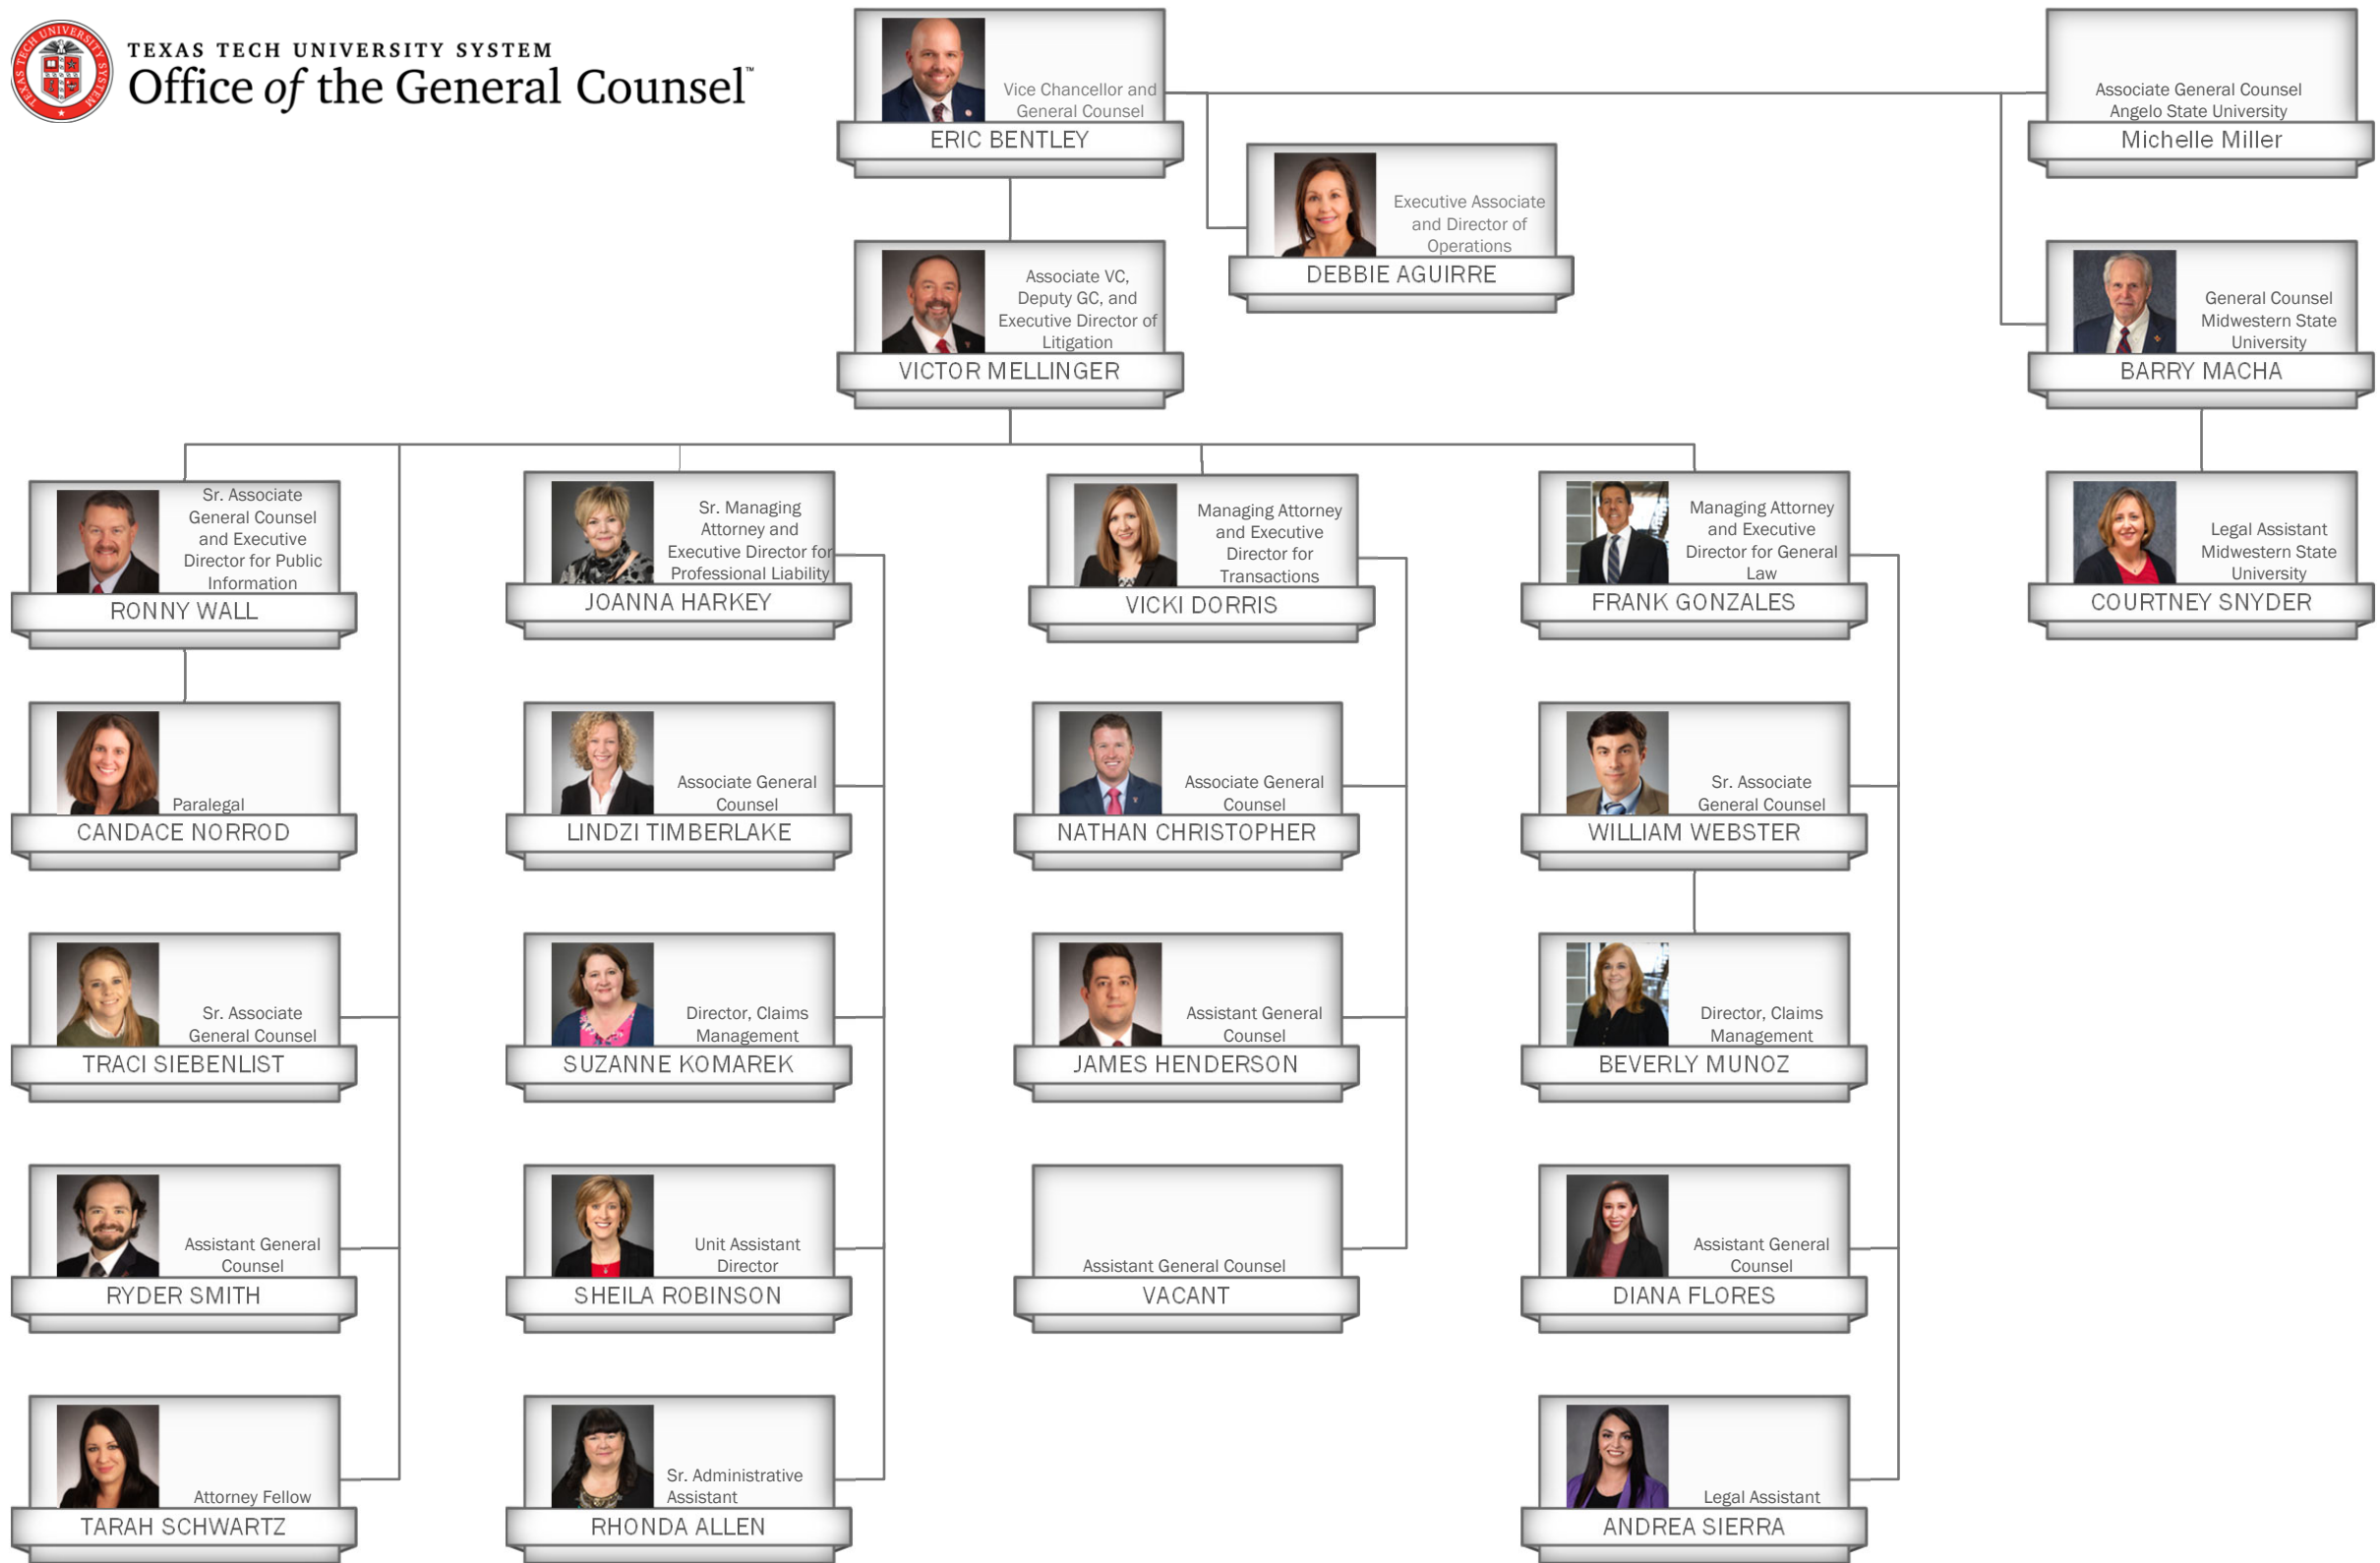 TEXAS TECH UNIVERSITY SYSTEM
Office of the General Counsel™
TEXAS TECH UNIVERSITY SYSTEM
Vice Chancellor and
General Counsel
ERIC BENTLEY
Associate General Counsel
Angelo State University
Michelle Miller
Executive Associate
and Director of
Operations
DEBBIE AGUIRRE
Associate VC,
Deputy GC, and
Executive Director of
Litigation
VICTOR MELLINGER
General Counsel
Midwestern State
University
BARRY MACHA
Sr. Associate
General Counsel
and Executive
Director for Public
Information
RONNY WALL
Sr. Managing
Attorney and
Executive Director for
Professional Liability
JOANNA HARKEY
Managing Attorney
and Executive
Director for
Transactions
VICKI DORRIS
Managing Attorney
and Executive
Director for General
Law
FRANK GONZALES
Legal Assistant
Midwestern State
University
COURTNEY SNYDER
Paralegal
CANDACE NORROD
Associate General
Counsel
LINDZI TIMBERLAKE
Associate General
Counsel
NATHAN CHRISTOPHER
Sr. Associate
General Counsel
WILLIAM WEBSTER
Sr. Associate
General Counsel
TRACI SIEBENLIST
Director, Claims
Management
SUZANNE KOMAREK
Assistant General
Counsel
JAMES HENDERSON
Director, Claims
Management
BEVERLY MUNOZ
Assistant General
Counsel
RYDER SMITH
Unit Assistant
Director
SHEILA ROBINSON
Assistant General Counsel
VACANT
Assistant General
Counsel
DIANA FLORES
Attorney Fellow
TARAH SCHWARTZ
Sr. Administrative
Assistant
RHONDA ALLEN
Legal Assistant
ANDREA SIERRA